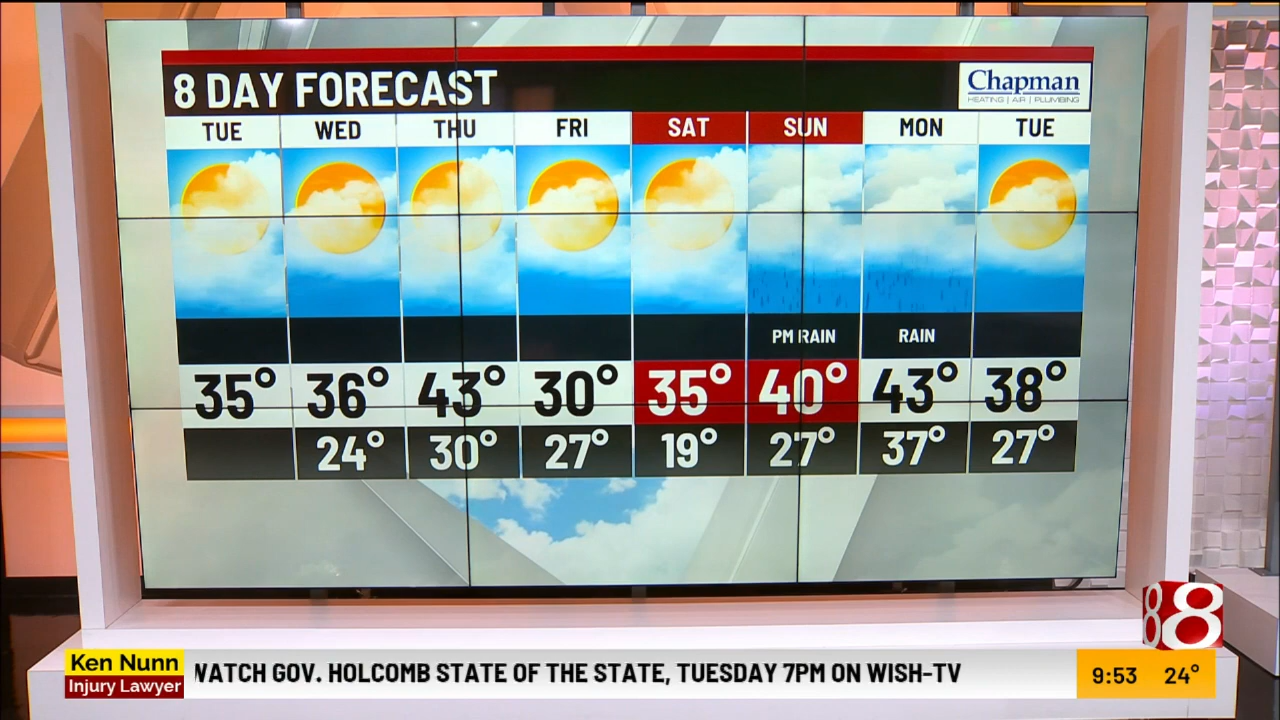 8 DAY FORECAST
Chapman
HEATING | AIR | PLUMBING
TUE WED THU FRI SAT SUN MON TUE
PM RAIN RAIN
35° 36° 43° 30° 35° 40° 43° 38°
24° 30° 27° 19° 27° 37° 27°
8 8
Ken Nunn
Injury Lawyer
WATCH GOV. HOLCOMB STATE OF THE STATE, TUESDAY 7PM ON WISH-TV
9:53 24°